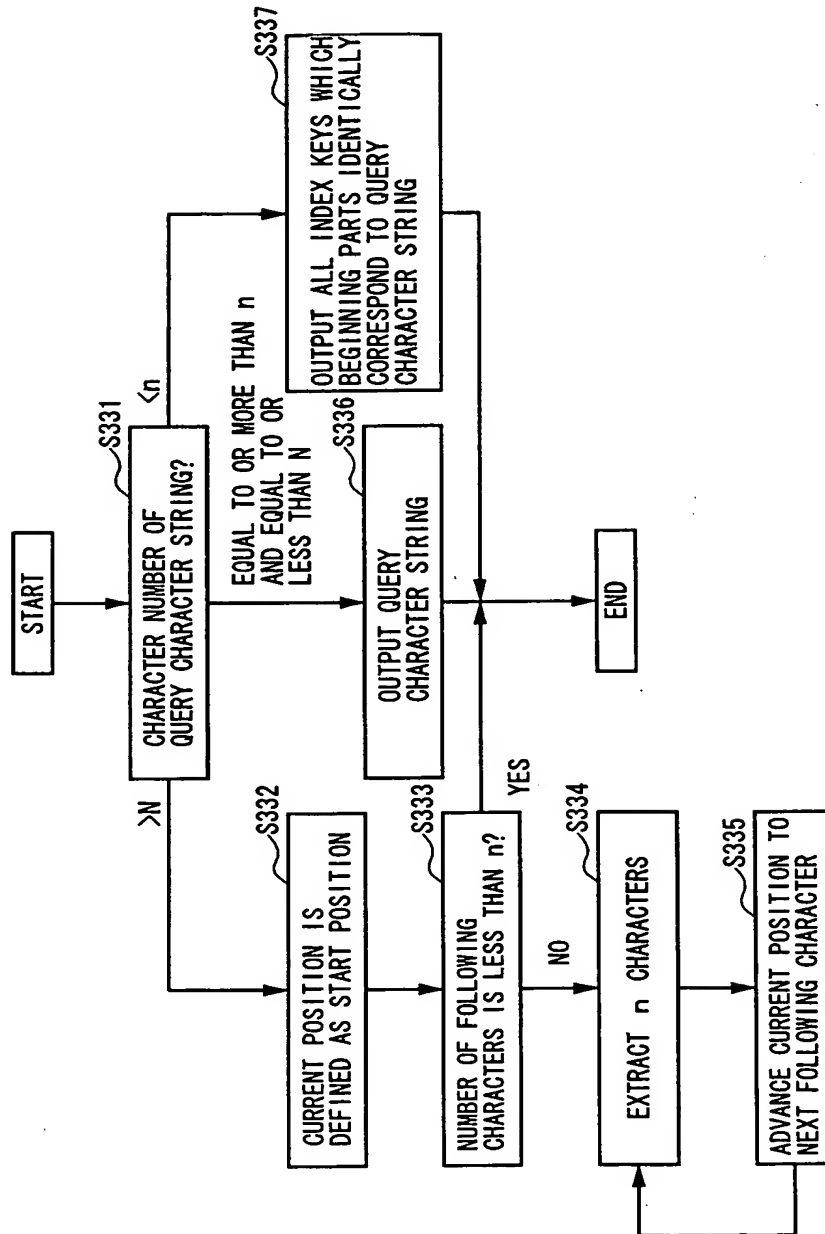 START
S331
CHARACTER NUMBER OF
QUERY CHARACTER STRING?
>N
<n
EQUAL TO OR MORE THAN n
AND EQUAL TO OR
LESS THAN N
S332
CURRENT POSITION IS
DEFINED AS START POSITION
S336
OUTPUT QUERY
CHARACTER STRING
S337
OUTPUT ALL INDEX KEYS WHICH
BEGINNING PARTS IDENTICALLY
CORRESPOND TO QUERY
CHARACTER STRING
S333
NUMBER OF FOLLOWING
CHARACTERS IS LESS THAN n?
YES
NO
END
S334
EXTRACT n CHARACTERS
S335
ADVANCE CURRENT POSITION TO
NEXT FOLLOWING CHARACTER